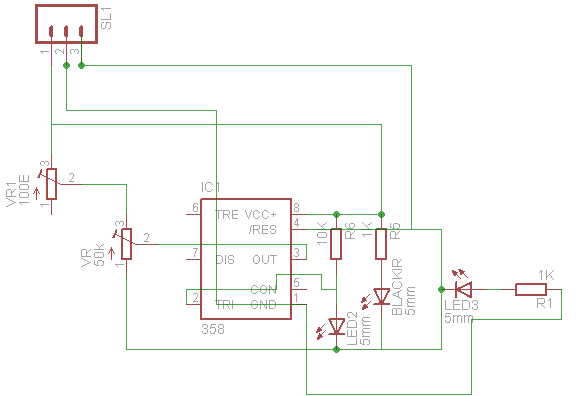 SL1
1
2
3
3
2
1
VR1
100E
3
2
1
VR
50k
IC1
6 TRE VCC+ 8
/RES 4
7 DIS OUT 3
CON 5
2 TRI GND 1
358
10K
R6
1K
R5
BLACKIR
5mm
LED2
5mm
LED3
5mm
1K
R1